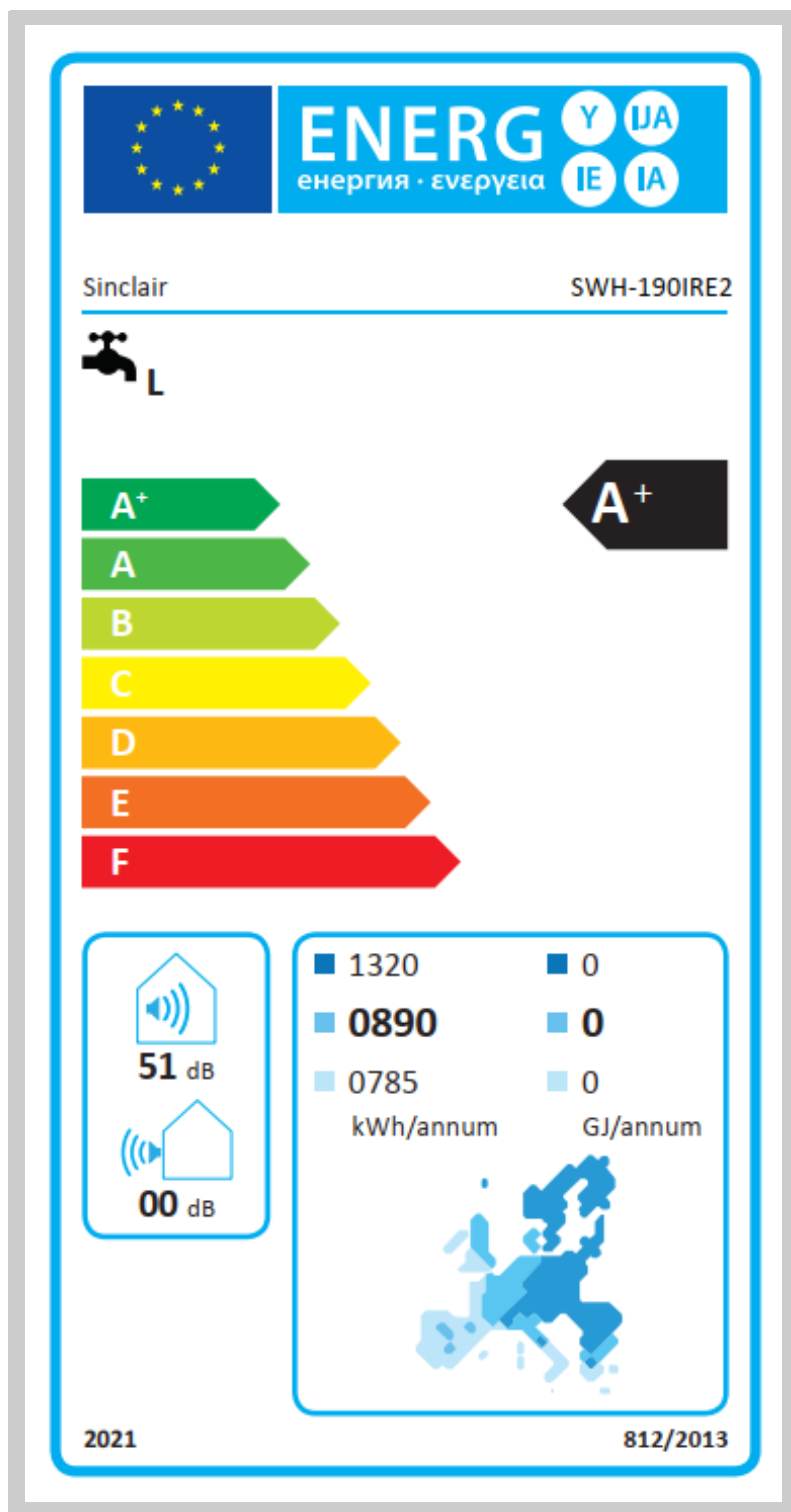 ENERG Y IJA
енергия · ενεργεια IE IA
Sinclair SWH-190IRE2
L
A+ A+
A
B
C
D
E
F
51 dB
00 dB
1320 0
0890 0
0785 0
kWh/annum GJ/annum
2021 812/2013